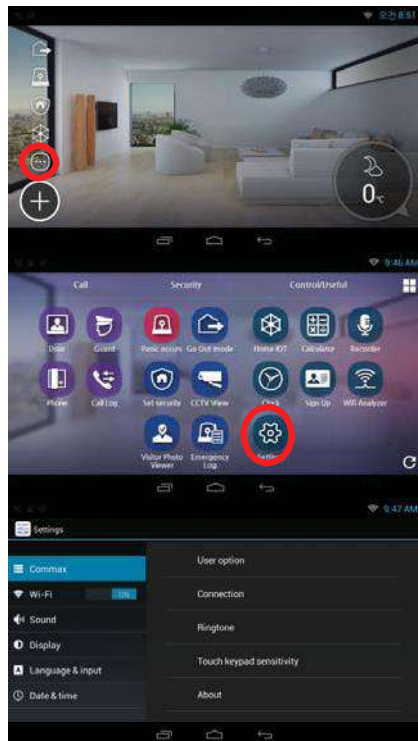 오전 8:51
0℃
9:46 AM
Call Security Control/Useful
Door Guard Panic occurs Go Out mode Home IOT Calculator Recorder
Phone Call Log Set security CCTV View Clock Sign Up Wifi Analyzer
Visitor Photo Viewer Emergency Log Setting
9:47 AM
Settings
Commax
Wi-Fi ON
Sound
Display
Language & input
Date & time
User option
Connection
Ringtone
Touch keypad sensitivity
About